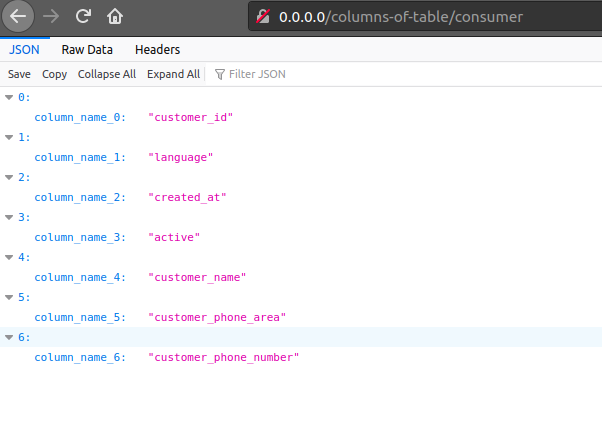 0.0.0.0/columns-of-table/consumer
JSON Raw Data Headers
Save Copy Collapse All Expand All Filter JSON
0:
column_name_0: "customer_id"
1:
column_name_1: "language"
2:
column_name_2: "created_at"
3:
column_name_3: "active"
4:
column_name_4: "customer_name"
5:
column_name_5: "customer_phone_area"
6:
column_name_6: "customer_phone_number"